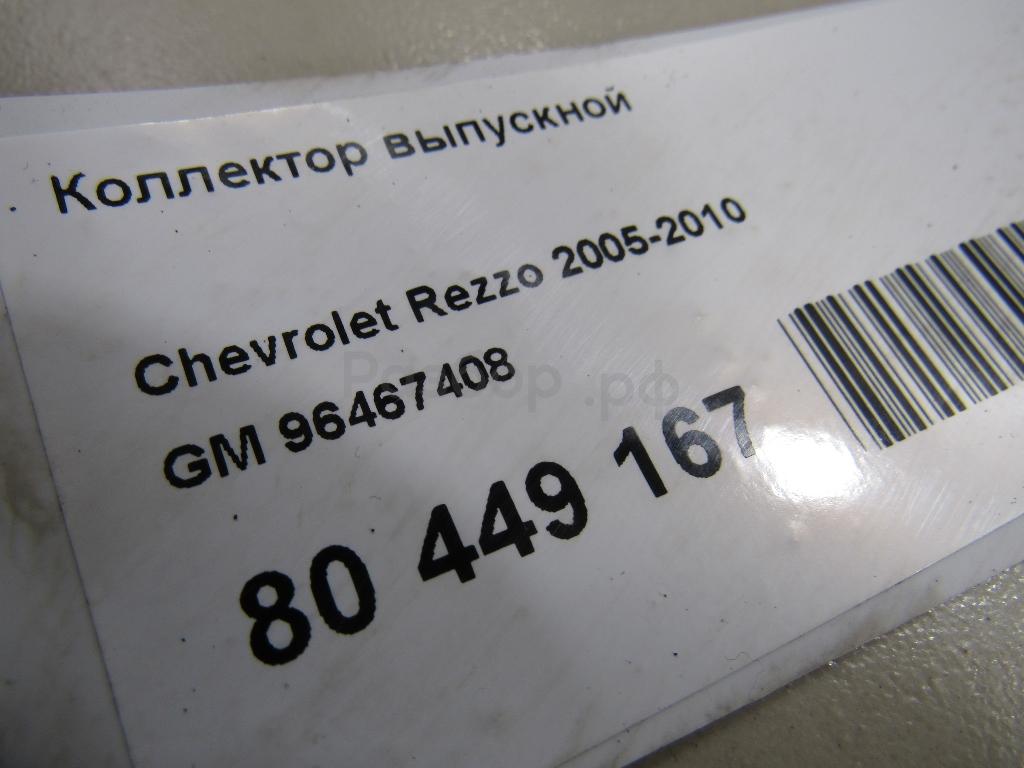 Коллектор выпускной
Chevrolet Rezzo 2005-2010
GM 96467408
80 449 167